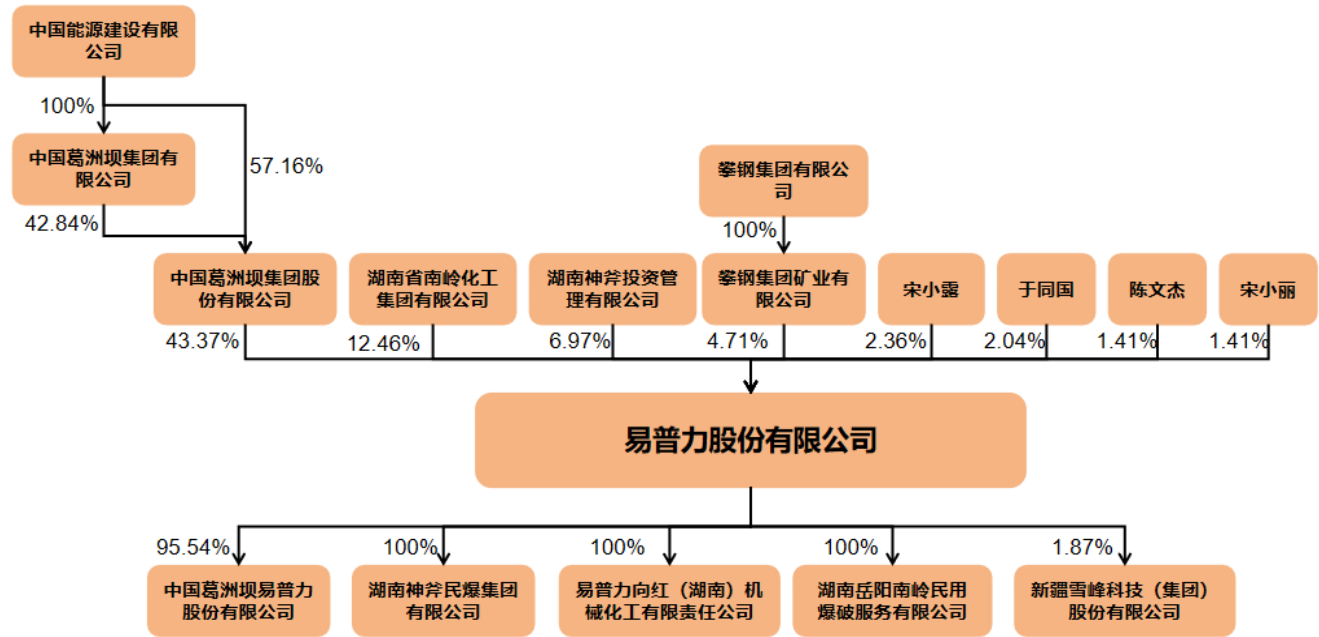 中国能源建设有限
公司
100%
中国葛洲坝集团有
限公司
57.16%
42.84%
攀钢集团有限公
司
100%
中国葛洲坝集团股
份有限公司
湖南省南岭化工
集团有限公司
湖南神斧投资管
理有限公司
攀钢集团矿业有
限公司
宋小露
于同国
陈文杰
宋小丽
43.37%
12.46%
6.97%
4.71%
2.36%
2.04%
1.41%
1.41%
易普力股份有限公司
95.54%
100%
100%
100%
1.87%
中国葛洲坝易普力
股份有限公司
湖南神斧民爆集团
有限公司
易普力向红（湖南）机
械化工有限责任公司
湖南岳阳南岭民用
爆破服务有限公司
新疆雪峰科技（集团）
股份有限公司